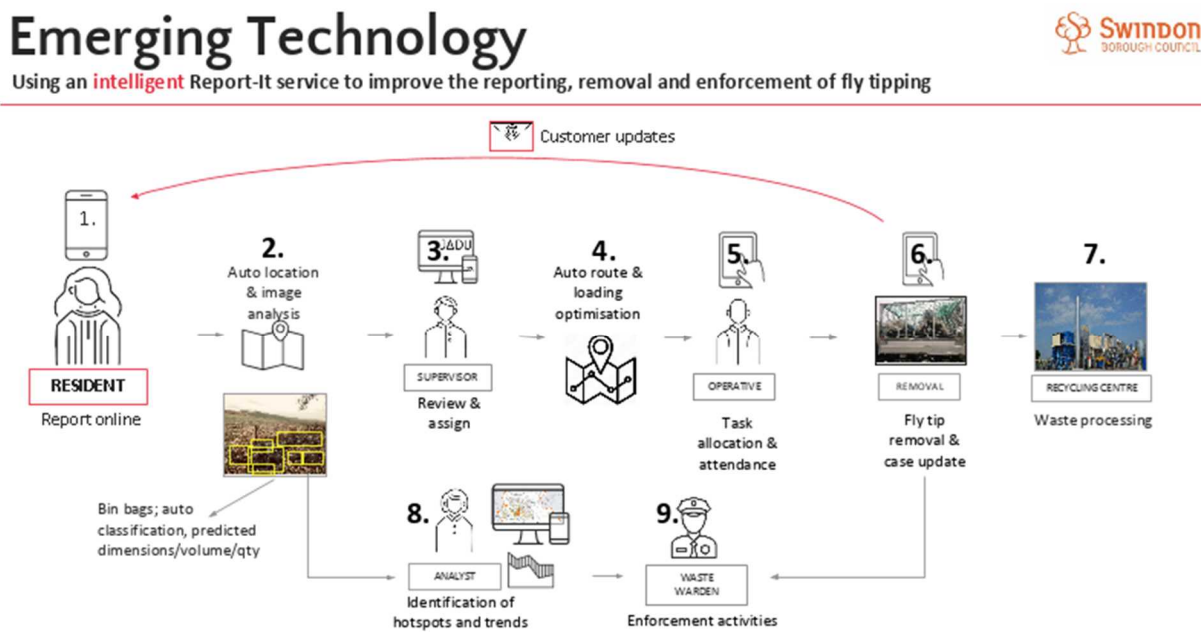 Emerging Technology
SWINDON
BOROUGH COUNCIL
Using an intelligent Report-It service to improve the reporting, removal and enforcement of fly tipping
Customer updates
1.
RESIDENT
Report online
2.
Auto location
& image
analysis
Bin bags; auto
classification, predicted
dimensions/volume/qty
3.
JADU
SUPERVISOR
Review &
assign
4.
Auto route &
loading
optimisation
5.
OPERATIVE
Task
allocation &
attendance
6.
REMOVAL
Fly tip
removal &
case update
7.
RECYCLING CENTRE
Waste processing
8.
ANALYST
Identification of
hotspots and trends
9.
WASTE
WARDEN
Enforcement activities